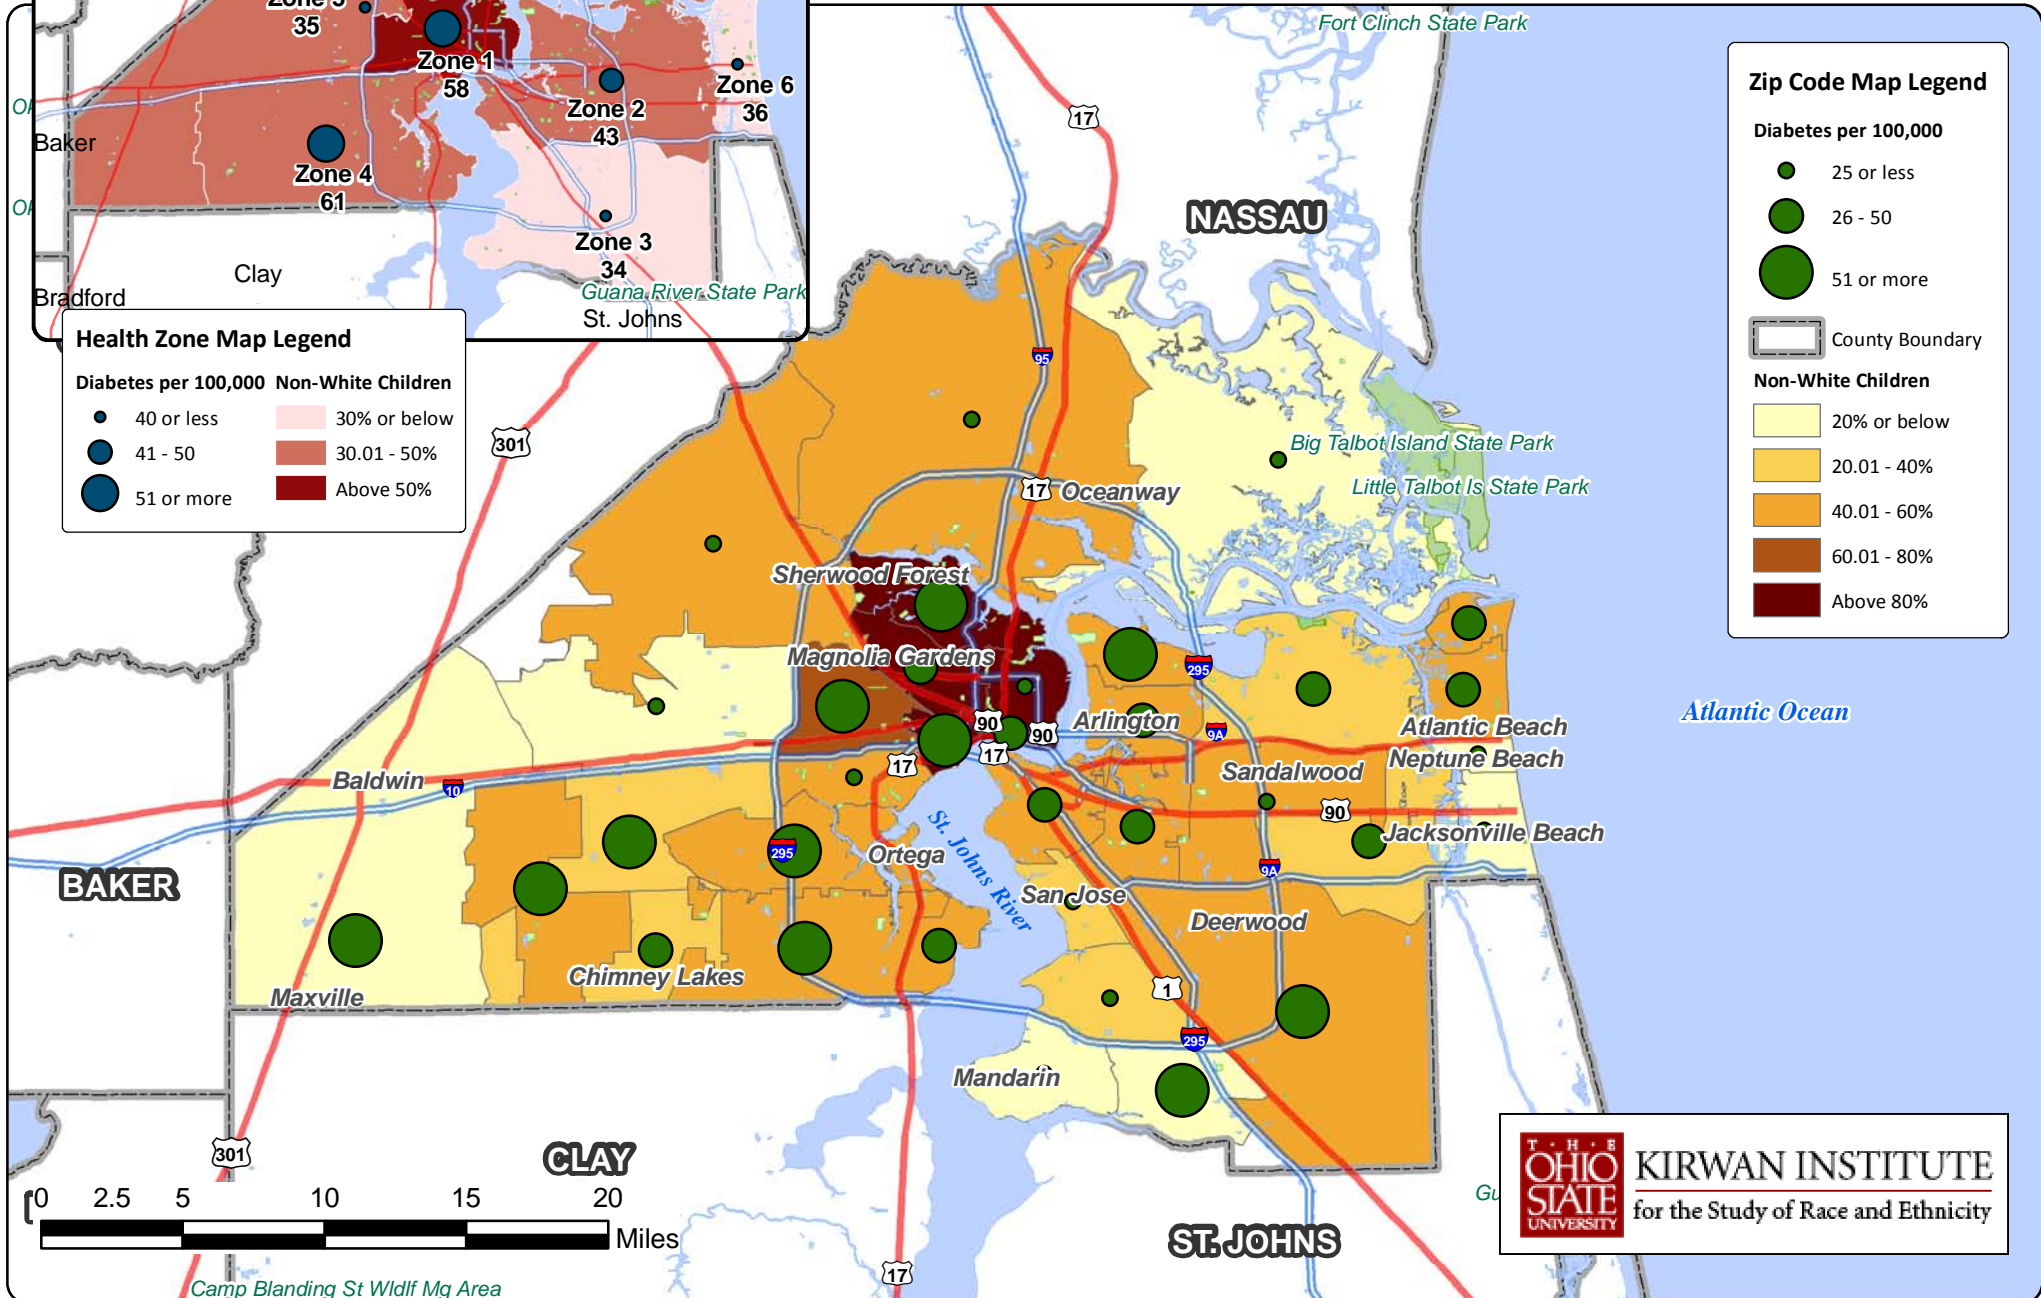 Zone 5
35
Zone 1
58
Zone 2
43
Zone 6
36
Zone 4
61
Zone 3
34
Baker
Clay
Bradford
Guana River State Park
St. Johns
Health Zone Map Legend
Diabetes per 100,000 Non-White Children
40 or less 30% or below
41 - 50 30.01 - 50%
51 or more Above 50%
Fort Clinch State Park
Zip Code Map Legend
Diabetes per 100,000
25 or less
26 - 50
51 or more
County Boundary
Non-White Children
20% or below
20.01 - 40%
40.01 - 60%
60.01 - 80%
Above 80%
17
NASSAU
95
301
Big Talbot Island State Park
Little Talbot Is State Park
17
Oceanway
Sherwood Forest
Magnolia Gardens
295
90
90
17
17
Arlington
9A
Atlantic Beach
Neptune Beach
Atlantic Ocean
Baldwin
10
Sandalwood
90
Jacksonville Beach
295
Ortega
St. Johns River
9A
BAKER
San Jose
Deerwood
Chimney Lakes
Maxville
1
295
Mandarin
301
CLAY
0 2.5 5 10 15 20
Miles
ST. JOHNS
17
Camp Blanding St Wldlf Mg Area
Gu
T · H · E
OHIO
STATE
UNIVERSITY
KIRWAN INSTITUTE
for the Study of Race and Ethnicity